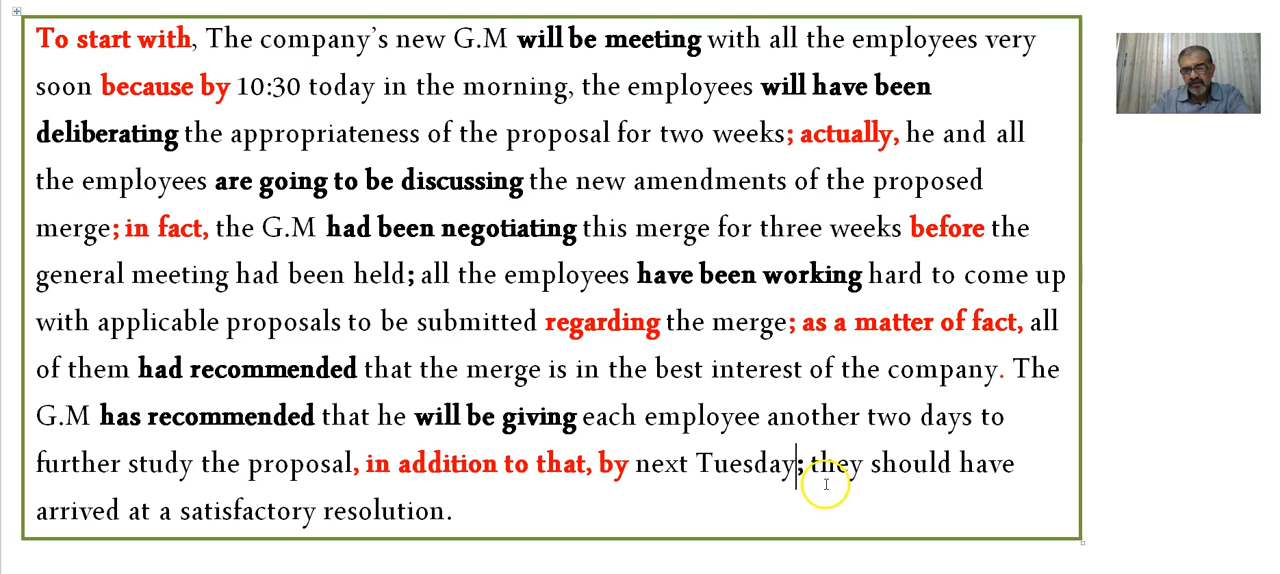 To start with, The company's new G.M will be meeting with all the employees very
soon because by 10:30 today in the morning, the employees will have been
deliberating the appropriateness of the proposal for two weeks; actually, he and all
the employees are going to be discussing the new amendments of the proposed
merge; in fact, the G.M had been negotiating this merge for three weeks before the
general meeting had been held; all the employees have been working hard to come up
with applicable proposals to be submitted regarding the merge; as a matter of fact, all
of them had recommended that the merge is in the best interest of the company. The
G.M has recommended that he will be giving each employee another two days to
further study the proposal, in addition to that, by next Tuesday; they should have
arrived at a satisfactory resolution.